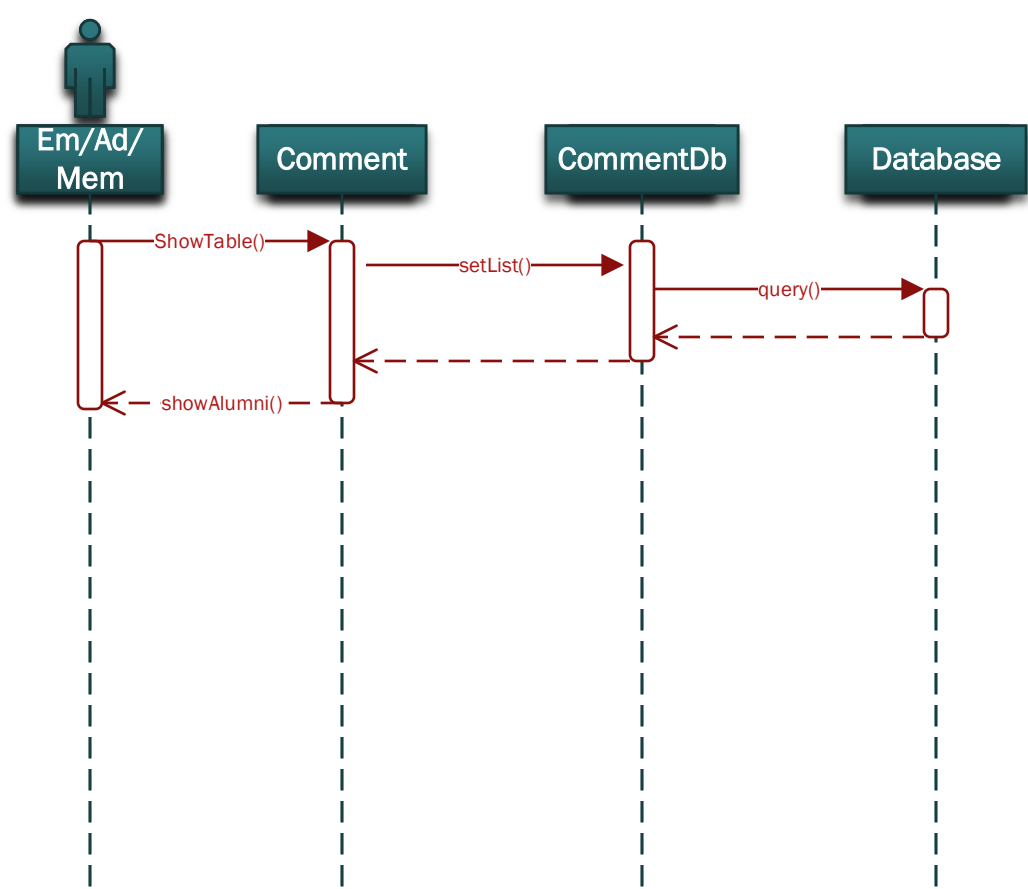 Em/Ad/
Mem
Comment
CommentDb
Database
ShowTable()
setList()
query()
showAlumni()